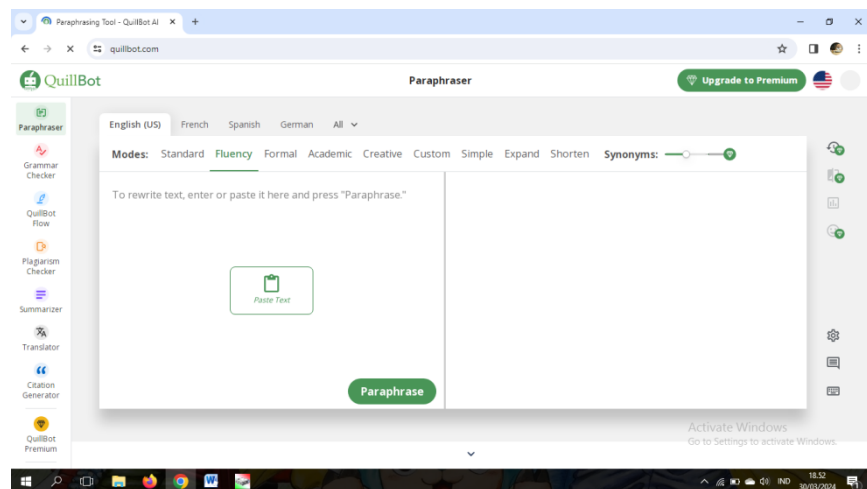 Paraphrasing Tool - QuillBot AI
quillbot.com
QuillBot
Paraphraser
Upgrade to Premium
Paraphraser
Grammar
Checker
QuillBot
Flow
Plagiarism
Checker
Summarizer
Translator
Citation
Generator
QuillBot
Premium
English (US) French Spanish German All
Modes: Standard Fluency Formal Academic Creative Custom Simple Expand Shorten Synonyms:
To rewrite text, enter or paste it here and press "Paraphrase."
Paste Text
Paraphrase
Activate Windows
Go to Settings to activate Windows.
IND
18.52
30/03/2024